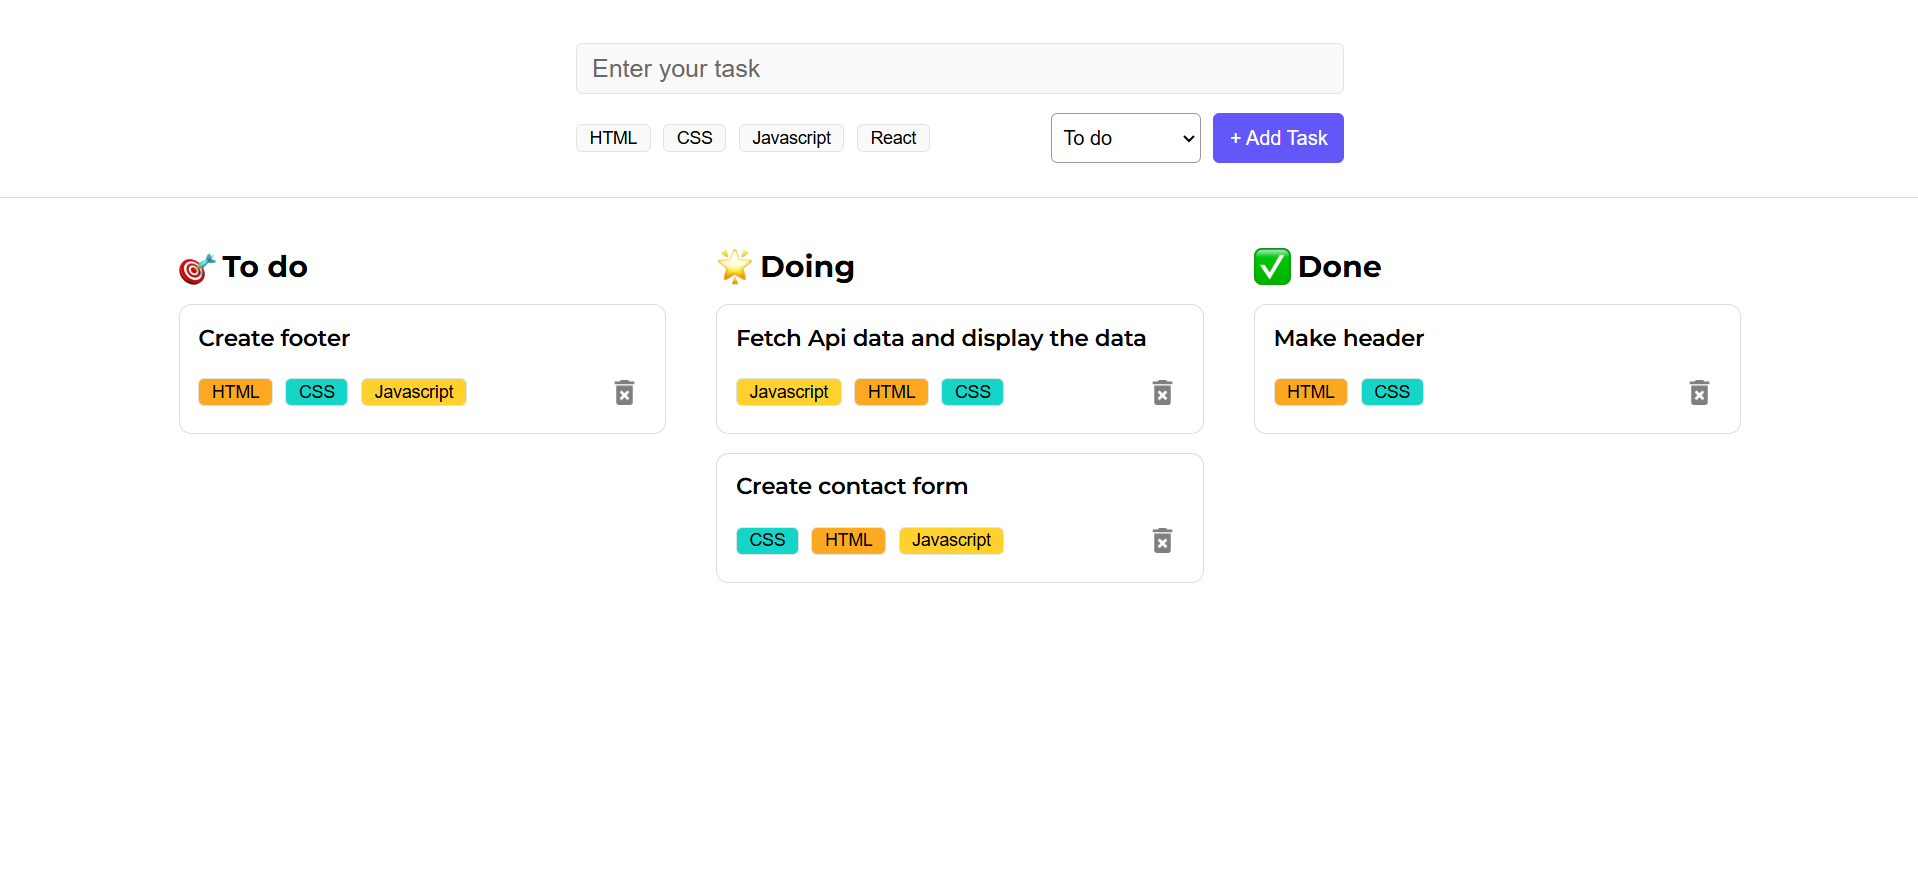 Enter your task
HTML CSS Javascript React To do + Add Task
To do
Create footer
HTML CSS Javascript
Doing
Fetch Api data and display the data
Javascript HTML CSS
Create contact form
CSS HTML Javascript
Done
Make header
HTML CSS